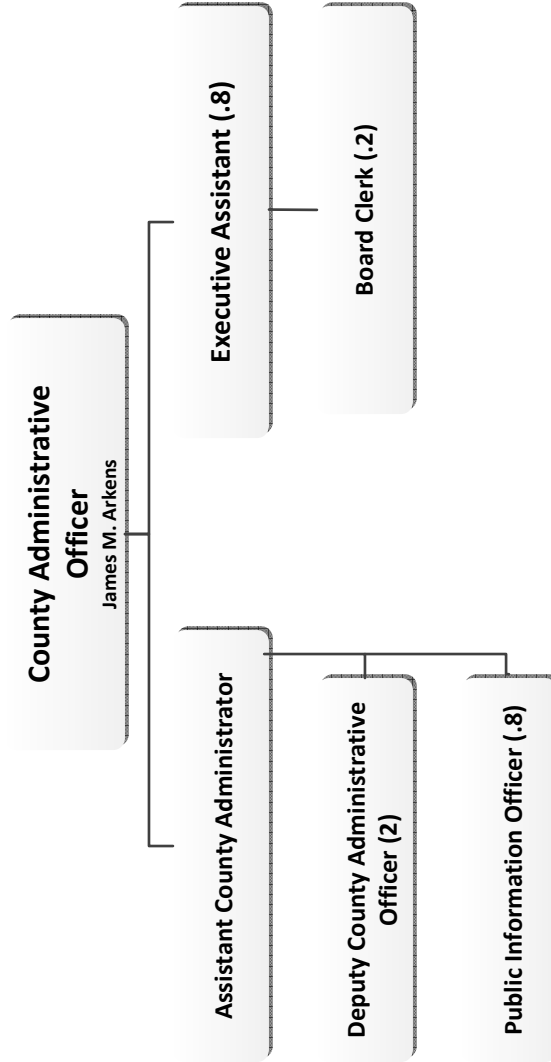 County Administrative
Officer
James M. Arkens
Assistant County Administrator
Executive Assistant (.8)
Deputy County Administrative
Officer (2)
Board Clerk (.2)
Public Information Officer (.8)